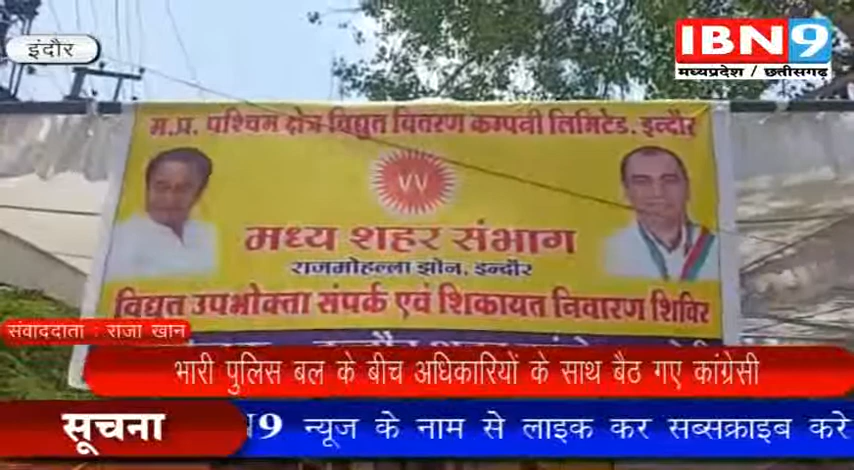 इंदौर
IBN9
मध्यप्रदेश / छत्तीसगढ़
म.प्र. पश्चिम क्षेत्र विद्युत वितरण कम्पनी लिमिटेड. इन्दौर
मध्य शहर संभाग
राजमोहल्ला झोन, इन्दौर
विद्युत उपभोक्ता संपर्क एवं शिकायत निवारण शिविर
संवाददाता : राजा खान
भारी पुलिस बल के बीच अधिकारियों के साथ बैठ गए कांग्रेसी
सूचना
N9 न्यूज के नाम से लाइक कर सब्सक्राइब करे